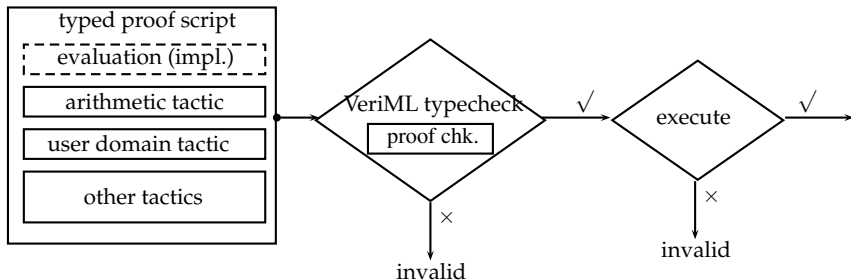 typed proof script
evaluation (impl.)
arithmetic tactic
user domain tactic
other tactics
VeriML typecheck
proof chk.
√
×
invalid
execute
√
×
invalid